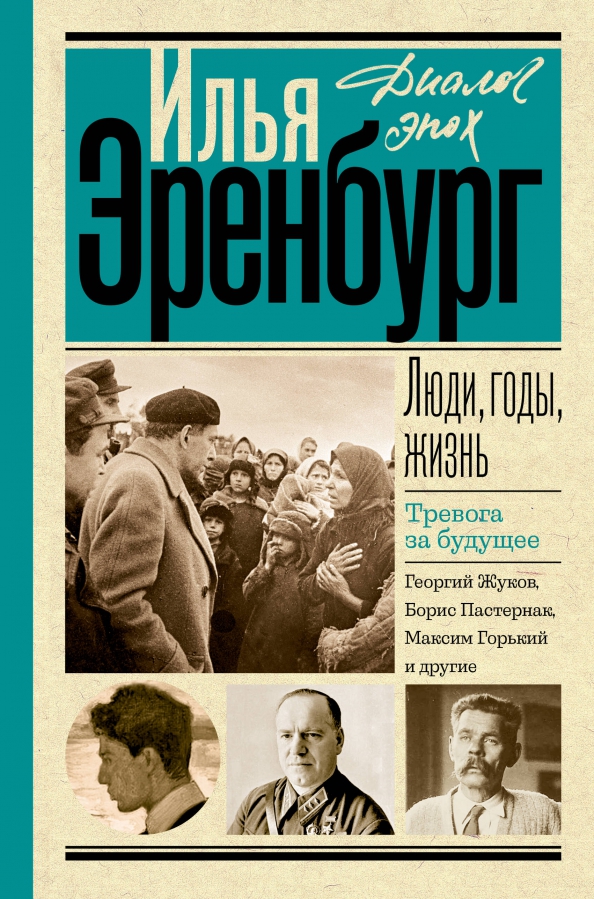 Илья
Диалог
эпох
Эренбург
Люди, годы,
жизнь
Тревога
за будущее
Георгий Жуков,
Борис Пастернак,
Максим Горький
и другие